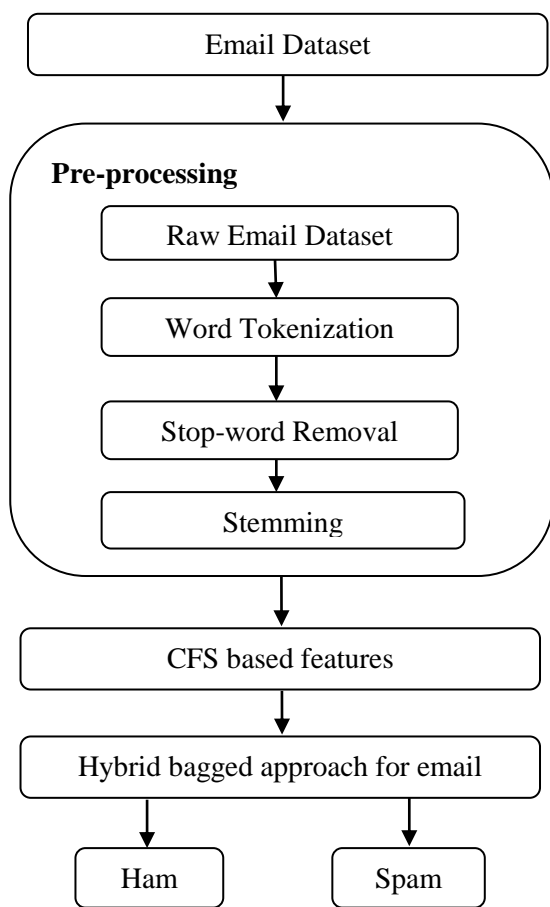 Email Dataset
Pre-processing
Raw Email Dataset
Word Tokenization
Stop-word Removal
Stemming
CFS based features
Hybrid bagged approach for email
Ham
Spam